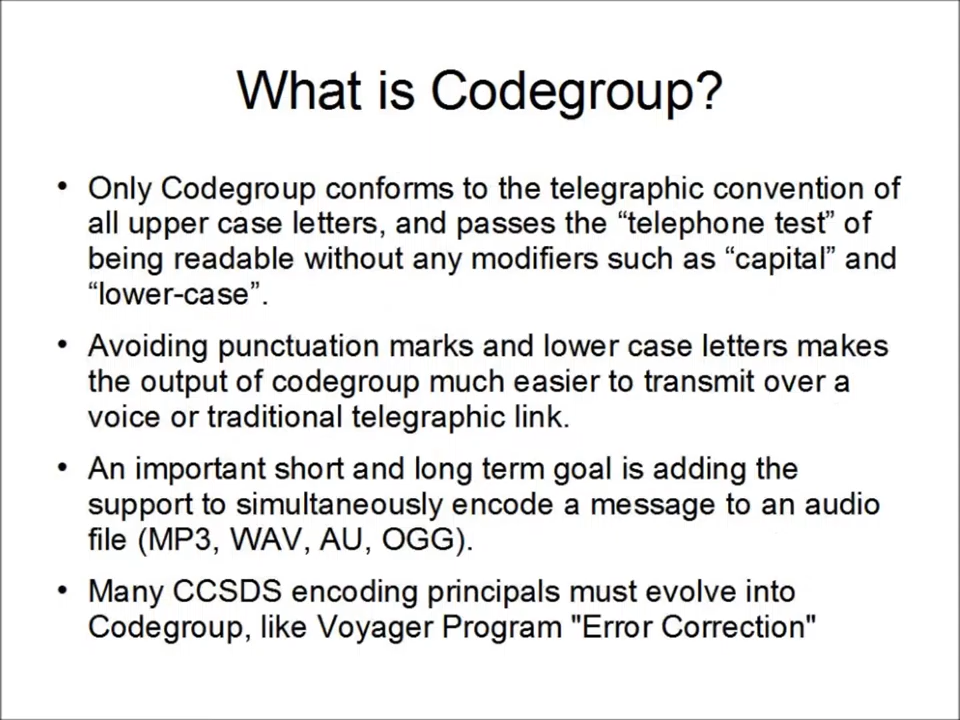 What is Codegroup?
• Only Codegroup conforms to the telegraphic convention of
all upper case letters, and passes the “telephone test” of
being readable without any modifiers such as “capital” and
“lower-case”.
• Avoiding punctuation marks and lower case letters makes
the output of codegroup much easier to transmit over a
voice or traditional telegraphic link.
• An important short and long term goal is adding the
support to simultaneously encode a message to an audio
file (MP3, WAV, AU, OGG).
• Many CCSDS encoding principals must evolve into
Codegroup, like Voyager Program "Error Correction"